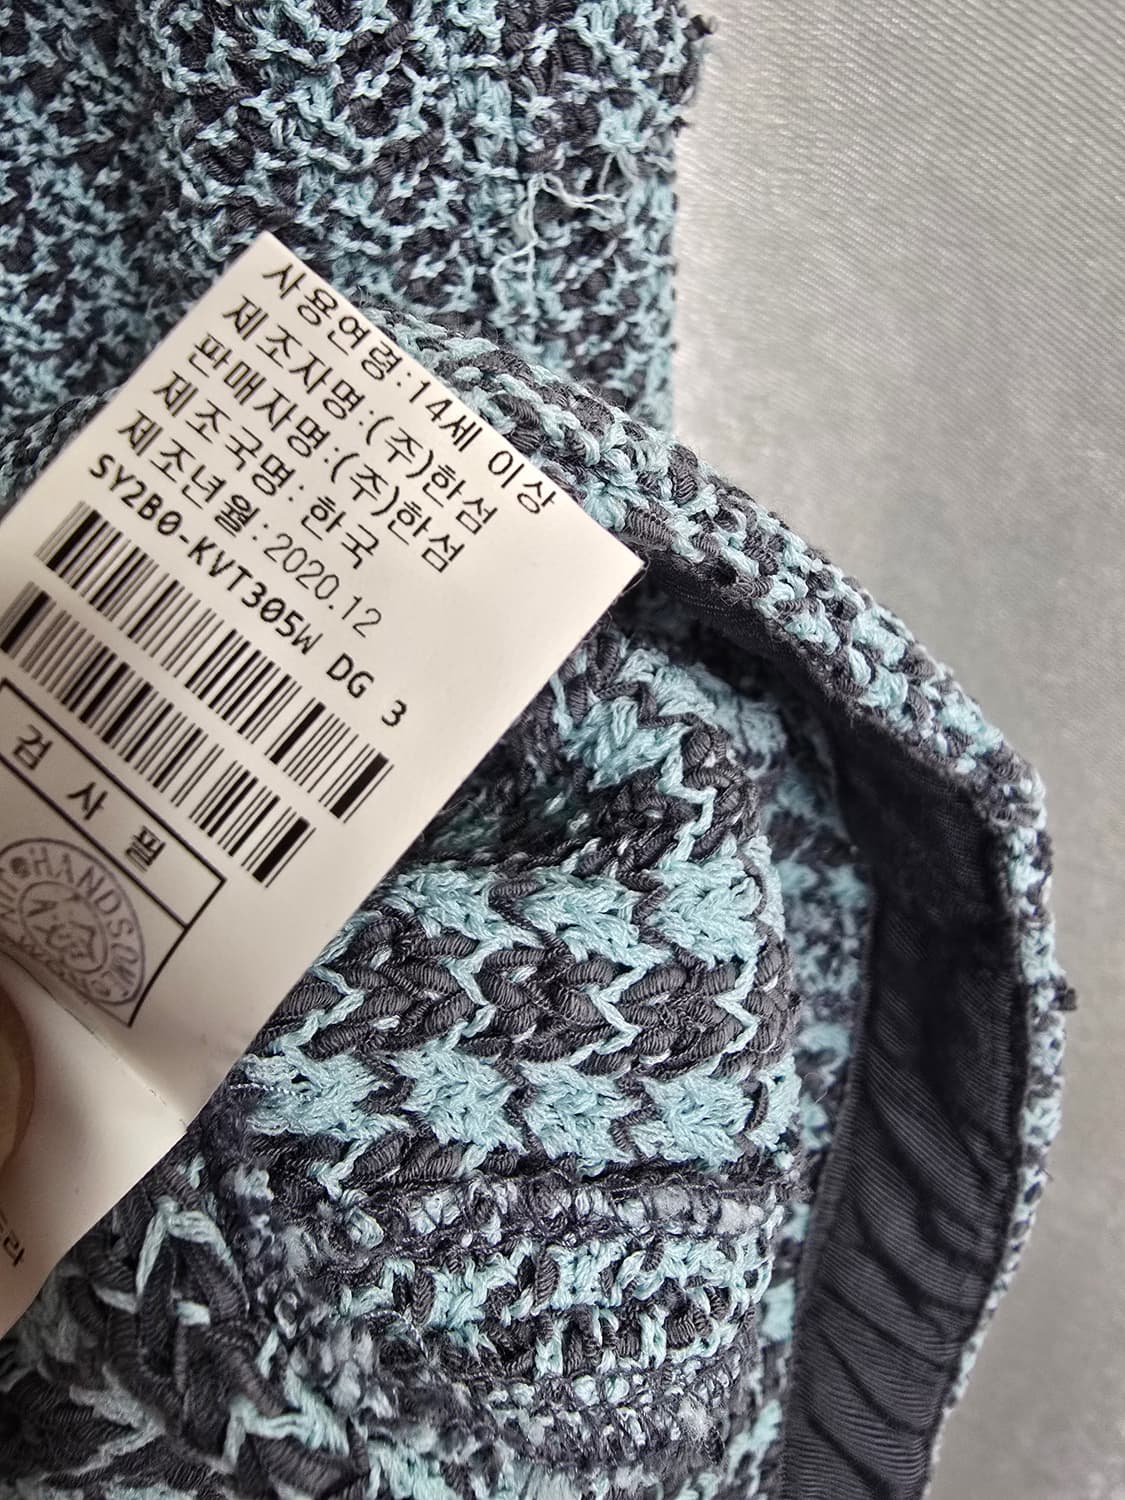 사용연령:14세 이상
제조자명:(주)한섬
판매자명:(주)한섬
제조국명:한국
제조년월:2020.12
SY2B0-KVT305W DG 3
검 사 필
HANDSOME